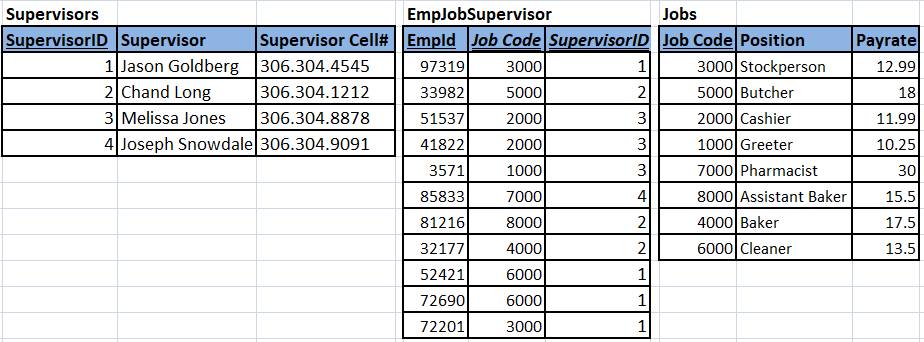 Supervisors EmpJobSupervisor Jobs
SupervisorID Supervisor Supervisor Cell# EmpId Job Code SupervisorID Job Code Position Payrate
1 Jason Goldberg 306.304.4545 97319 3000 1 3000 Stockperson 12.99
2 Chand Long 306.304.1212 33982 5000 2 5000 Butcher 18
3 Melissa Jones 306.304.8878 51537 2000 3 2000 Cashier 11.99
4 Joseph Snowdale 306.304.9091 41822 2000 3 1000 Greeter 10.25
3571 1000 3 7000 Pharmacist 30
85833 7000 4 8000 Assistant Baker 15.5
81216 8000 2 4000 Baker 17.5
32177 4000 2 6000 Cleaner 13.5
52421 6000 1
72690 6000 1
72201 3000 1